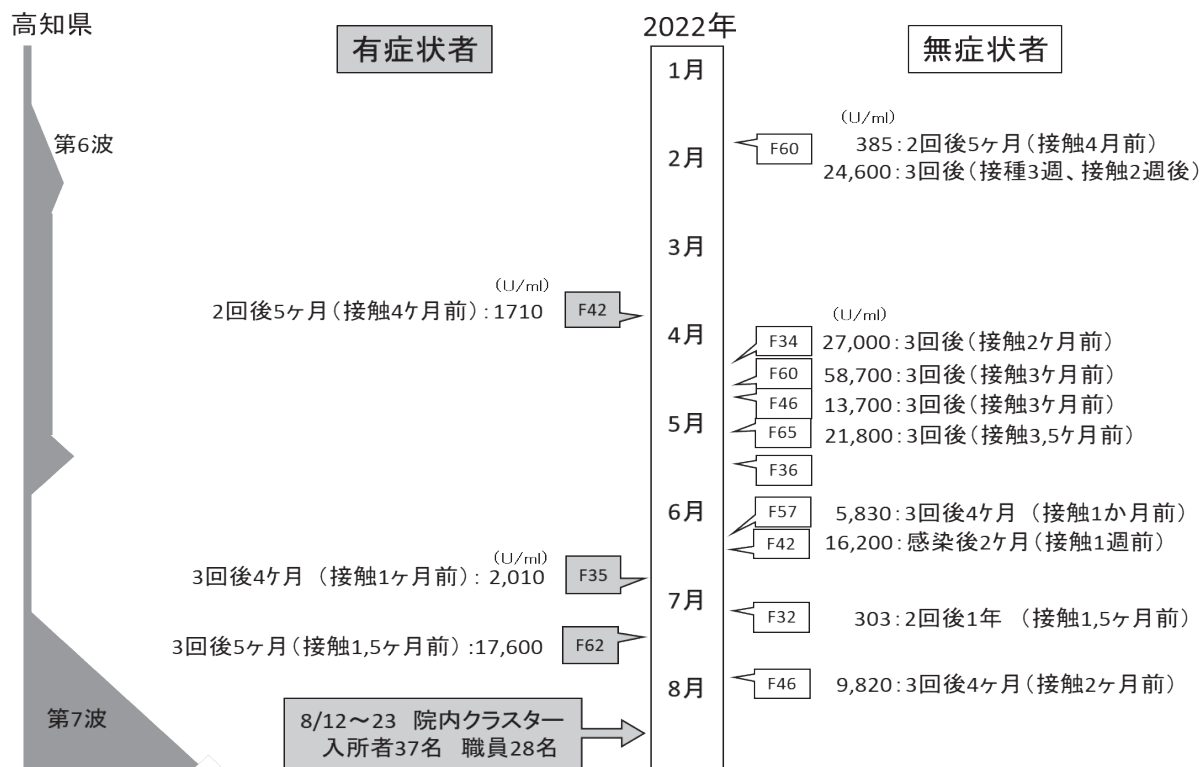 高知県
有症状者
2022年
無症状者
1月
第6波
(U/ml)
F60
385:2回後5ヶ月(接触4月前)
2月
24,600:3回後(接種3週、接触2週後)
3月
(U/ml)
2回後5ヶ月(接触4ケ月前):1710
F42
(U/ml)
4月
F34
27,000:3回後(接触2ケ月前)
F60
58,700:3回後(接触3ケ月前)
F46
13,700:3回後(接触3ケ月前)
5月
F65
21,800:3回後(接触3,5ケ月前)
F36
6月
F57
5,830:3回後4ケ月 (接触1か月前)
F42
16,200:感染後2ケ月(接触1週前)
(U/ml)
3回後4ケ月 (接触1ヶ月前): 2,010
F35
7月
F32
303:2回後1年 (接触1,5ヶ月前)
3回後5ヶ月(接触1,5ヶ月前) :17,600
F62
8月
F46
9,820:3回後4ヶ月(接触2ヶ月前)
第7波
8/12~23 院内クラスター
入所者37名 職員28名